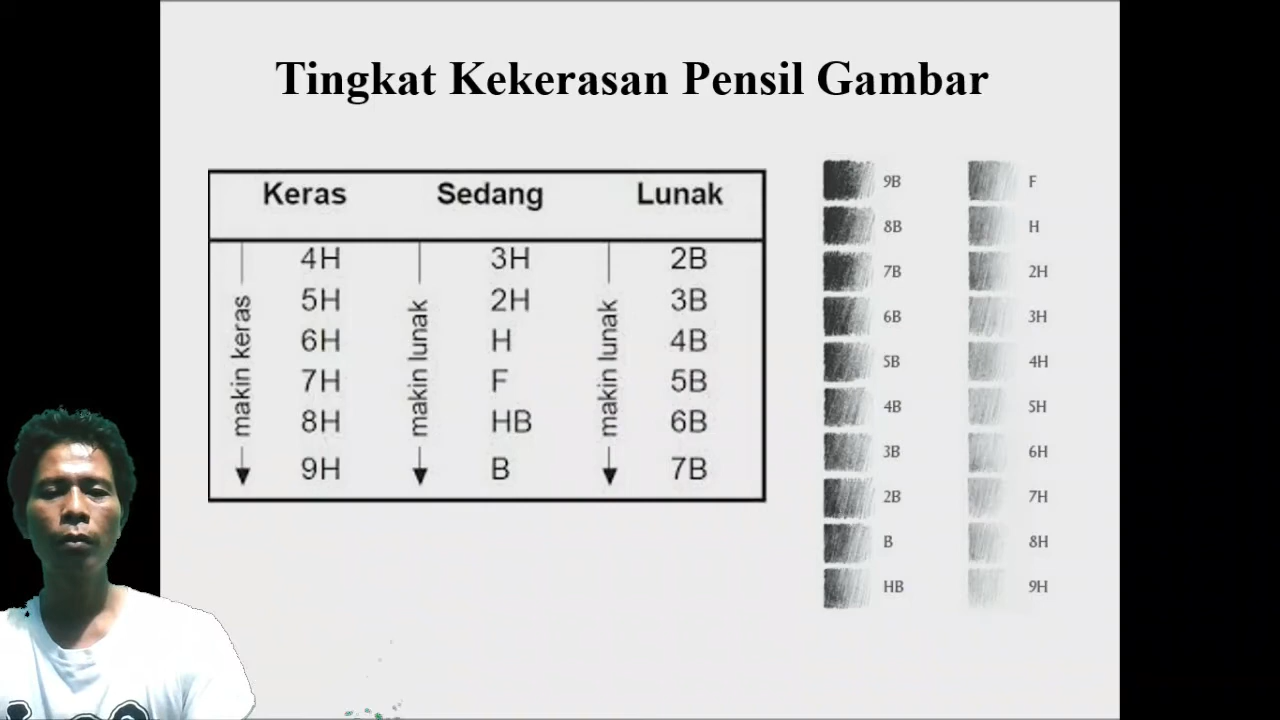 Tingkat Kekerasan Pensil Gambar
Keras Sedang Lunak
makin keras
4H
5H
6H
7H
8H
9H
makin lunak
3H
2H
H
F
HB
B
makin lunak
2B
3B
4B
5B
6B
7B
9B
8B
7B
6B
5B
4B
3B
2B
B
HB
F
H
2H
3H
4H
5H
6H
7H
8H
9H